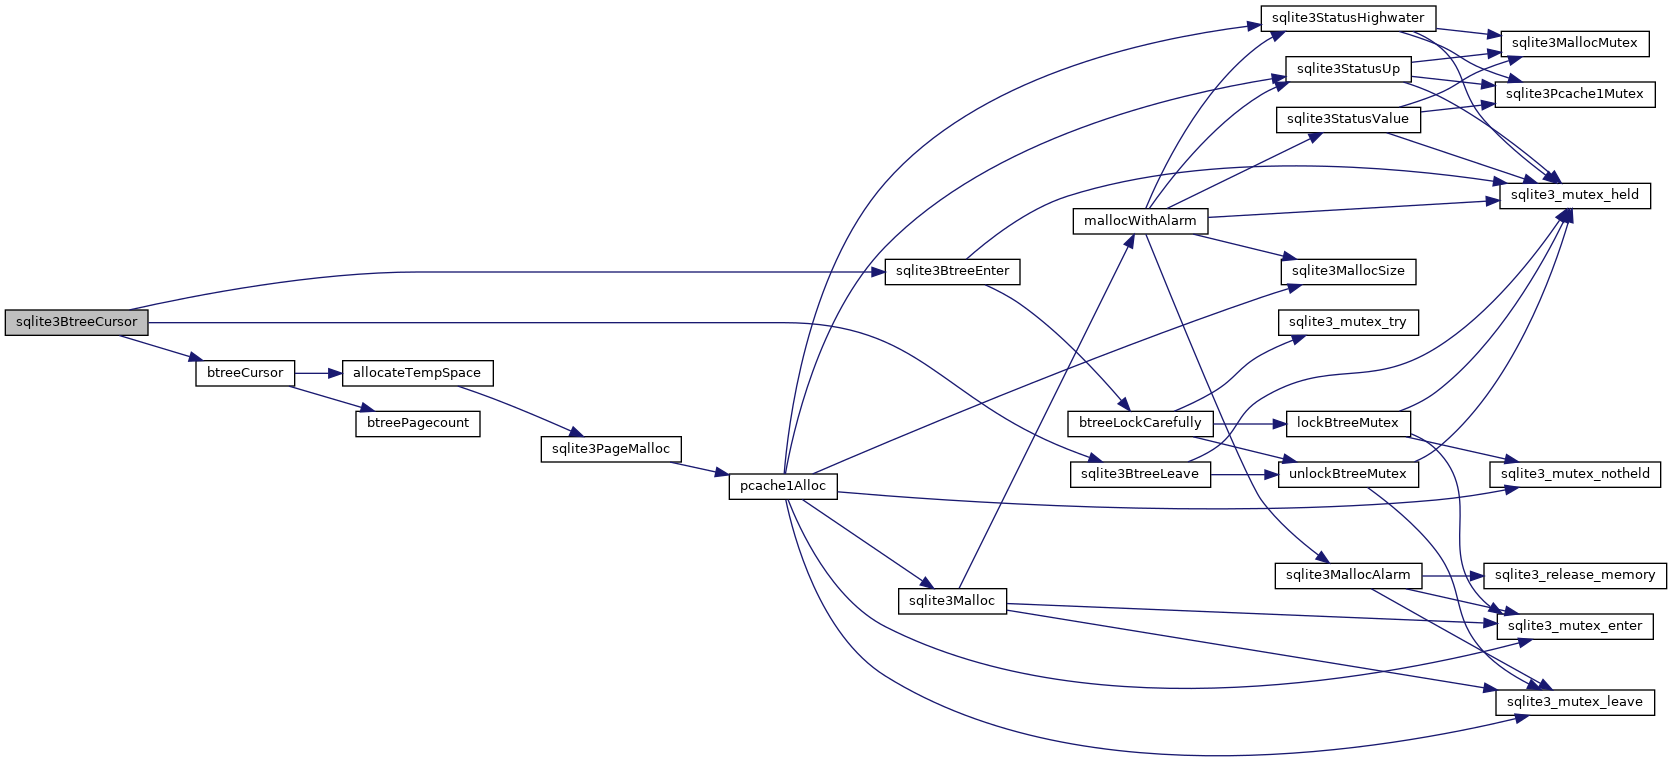 sqlite3StatusHighwater
sqlite3MallocMutex
sqlite3StatusUp
sqlite3Pcache1Mutex
sqlite3StatusValue
sqlite3_mutex_held
mallocWithAlarm
sqlite3BtreeEnter
sqlite3MallocSize
sqlite3BtreeCursor
sqlite3_mutex_try
btreeCursor
allocateTempSpace
btreePagecount
btreeLockCarefully
lockBtreeMutex
sqlite3PageMalloc
sqlite3BtreeLeave
unlockBtreeMutex
sqlite3_mutex_notheld
pcache1Alloc
sqlite3MallocAlarm
sqlite3_release_memory
sqlite3Malloc
sqlite3_mutex_enter
sqlite3_mutex_leave